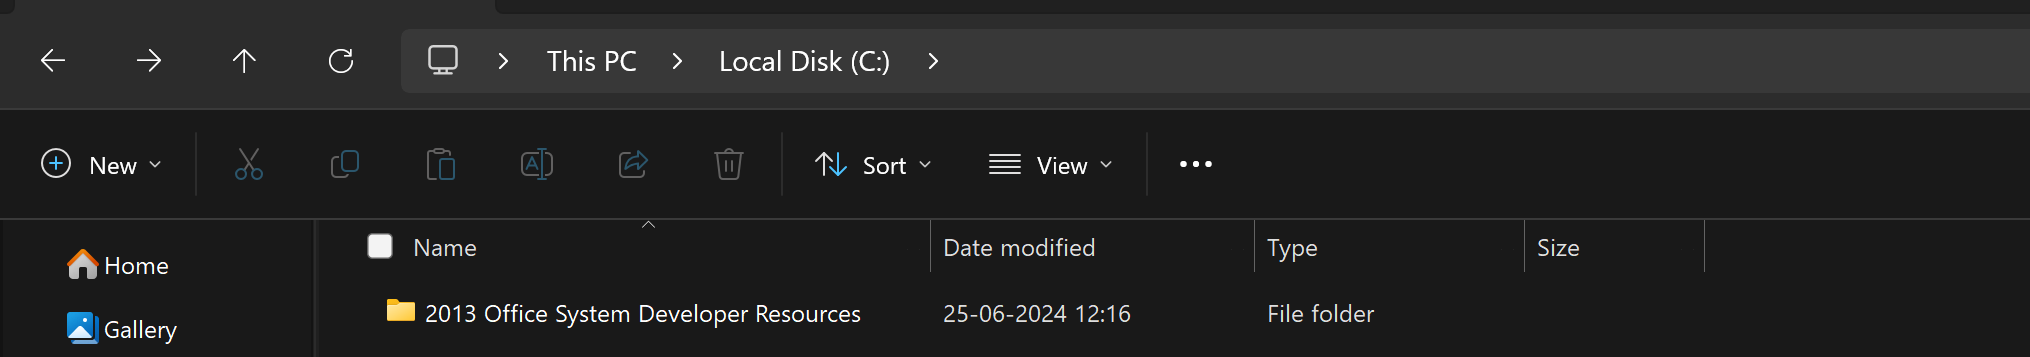 This PC Local Disk (C:)
New Sort View
Name Date modified Type Size
Home
2013 Office System Developer Resources 25-06-2024 12:16 File folder
Gallery